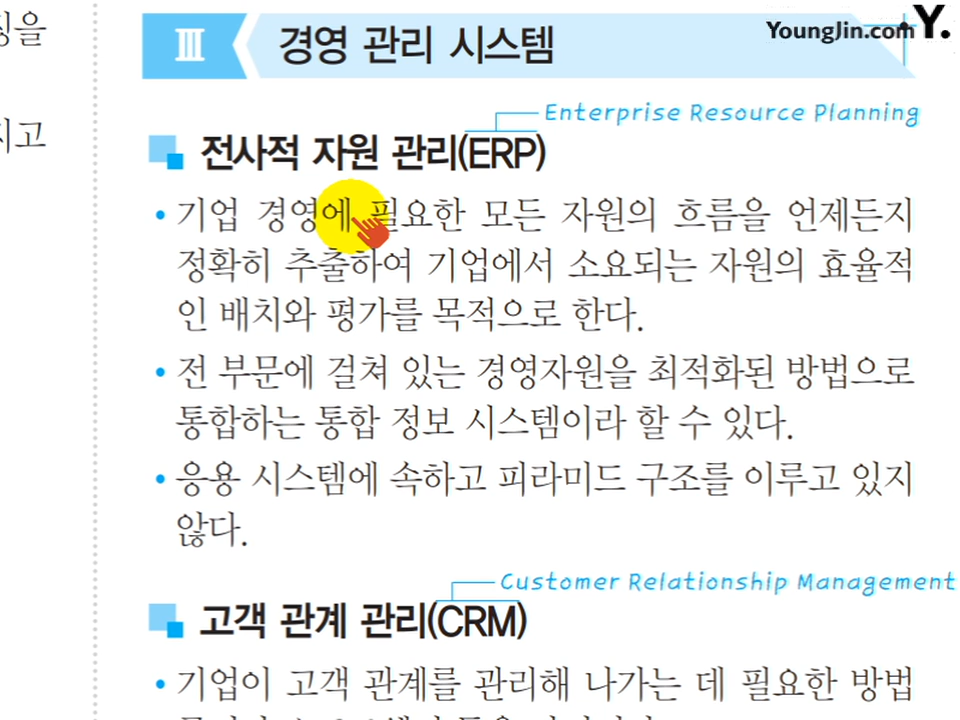 YoungJin.com Y.
칭을
Ⅲ 경영 관리 시스템
Enterprise Resource Planning
지고
전사적 자원 관리(ERP)
• 기업 경영에 필요한 모든 자원의 흐름을 언제든지
정확히 추출하여 기업에서 소요되는 자원의 효율적
인 배치와 평가를 목적으로 한다.
• 전 부문에 걸쳐 있는 경영자원을 최적화된 방법으로
통합하는 통합 정보 시스템이라 할 수 있다.
• 응용 시스템에 속하고 피라미드 구조를 이루고 있지
않다.
Customer Relationship Management
고객 관계 관리(CRM)
• 기업이 고객 관계를 관리해 나가는 데 필요한 방법